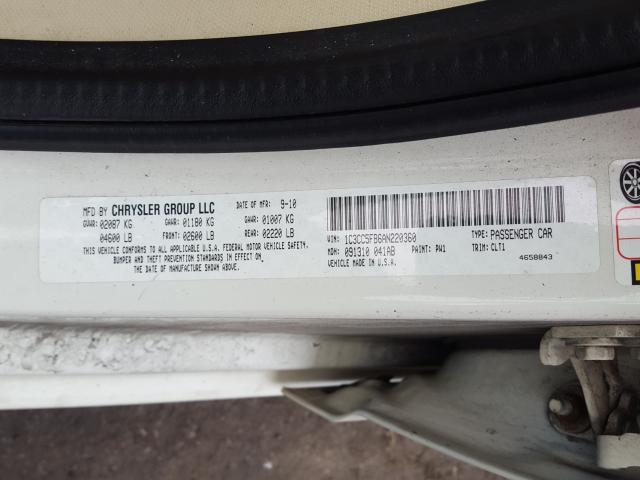 MFD BY CHRYSLER GROUP LLC DATE OF MFR: 9-10
GVWR: 02087 KG GAWR: 01180 KG GAWR: 01007 KG
04600 LB FRONT: 02600 LB REAR: 02220 LB
THIS VEHICLE CONFORMS TO ALL APPLICABLE U.S.A. FEDERAL MOTOR VEHICLE SAFETY,
BUMPER AND THEFT PREVENTION STANDARDS IN EFFECT ON
THE DATE OF MANUFACTURE SHOWN ABOVE.
VIN: 1C3CC5FB6AN220360 TYPE: PASSENGER CAR
MDH: 091310 041AB PAINT: PW1 TRIM: CLT1
VEHICLE MADE IN U.S.A. 4658843